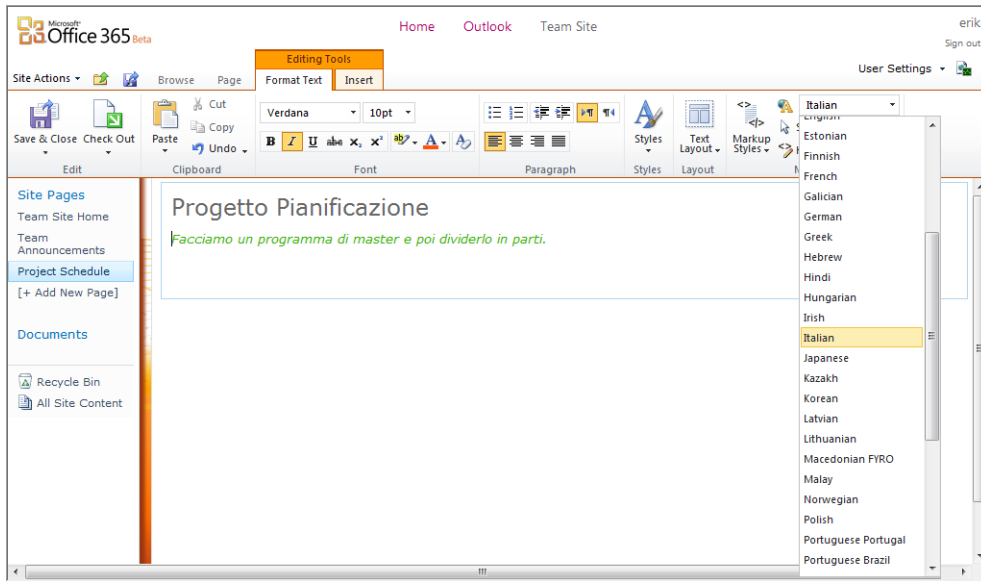 Microsoft
Office 365 Beta
Home Outlook Team Site
erik
Sign out
Editing Tools
User Settings
Site Actions Browse Page Format Text Insert
Save & Close Check Out
Paste
Cut
Copy
Undo
Verdana 10pt
B I U abc x, x²
Styles
Text Layout
Markup Styles
Italian
Edit Clipboard Font Paragraph Styles Layout
Site Pages
Team Site Home
Team
Announcements
Project Schedule
[+ Add New Page]
Documents
Recycle Bin
All Site Content
Progetto Pianificazione
Facciamo un programma di master e poi dividerlo in parti.
English
Estonian
Finnish
French
Galician
German
Greek
Hebrew
Hindi
Hungarian
Irish
Italian
Japanese
Kazakh
Korean
Latvian
Lithuanian
Macedonian FYRO
Malay
Norwegian
Polish
Portuguese Portugal
Portuguese Brazil